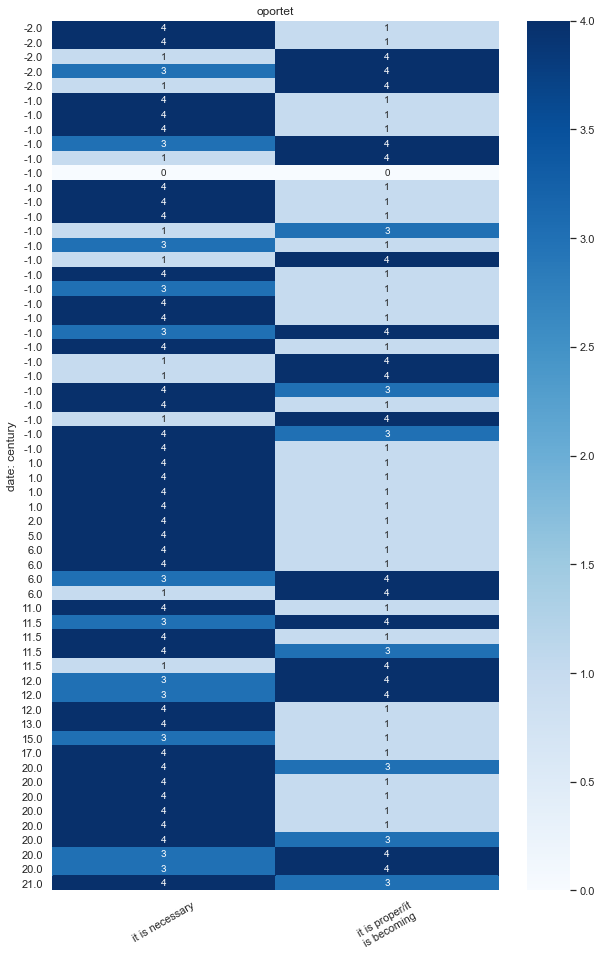 oportet
-2.0 4 1
-2.0 4 1
-2.0 1 4
-2.0 3 4
-2.0 1 4
-1.0 4 1
-1.0 4 1
-1.0 4 1
-1.0 3 4
-1.0 1 4
-1.0 0 0
-1.0 4 1
-1.0 4 1
-1.0 4 1
-1.0 1 3
-1.0 3 1
-1.0 1 4
-1.0 4 1
-1.0 3 1
-1.0 4 1
-1.0 4 1
-1.0 3 4
-1.0 4 1
-1.0 1 4
-1.0 1 4
-1.0 4 3
-1.0 4 1
-1.0 1 4
-1.0 4 3
-1.0 4 1
1.0 4 1
1.0 4 1
1.0 4 1
1.0 4 1
2.0 4 1
5.0 4 1
6.0 4 1
6.0 4 1
6.0 3 4
6.0 1 4
11.0 4 1
11.5 3 4
11.5 4 1
11.5 4 3
11.5 1 4
12.0 3 4
12.0 3 4
12.0 4 1
13.0 4 1
15.0 3 1
17.0 4 1
20.0 4 3
20.0 4 1
20.0 4 1
20.0 4 1
20.0 4 1
20.0 4 3
20.0 3 4
20.0 3 4
21.0 4 3
date: century
it is necessary
it is proper/it
is becoming
4.0
3.5
3.0
2.5
2.0
1.5
1.0
0.5
0.0